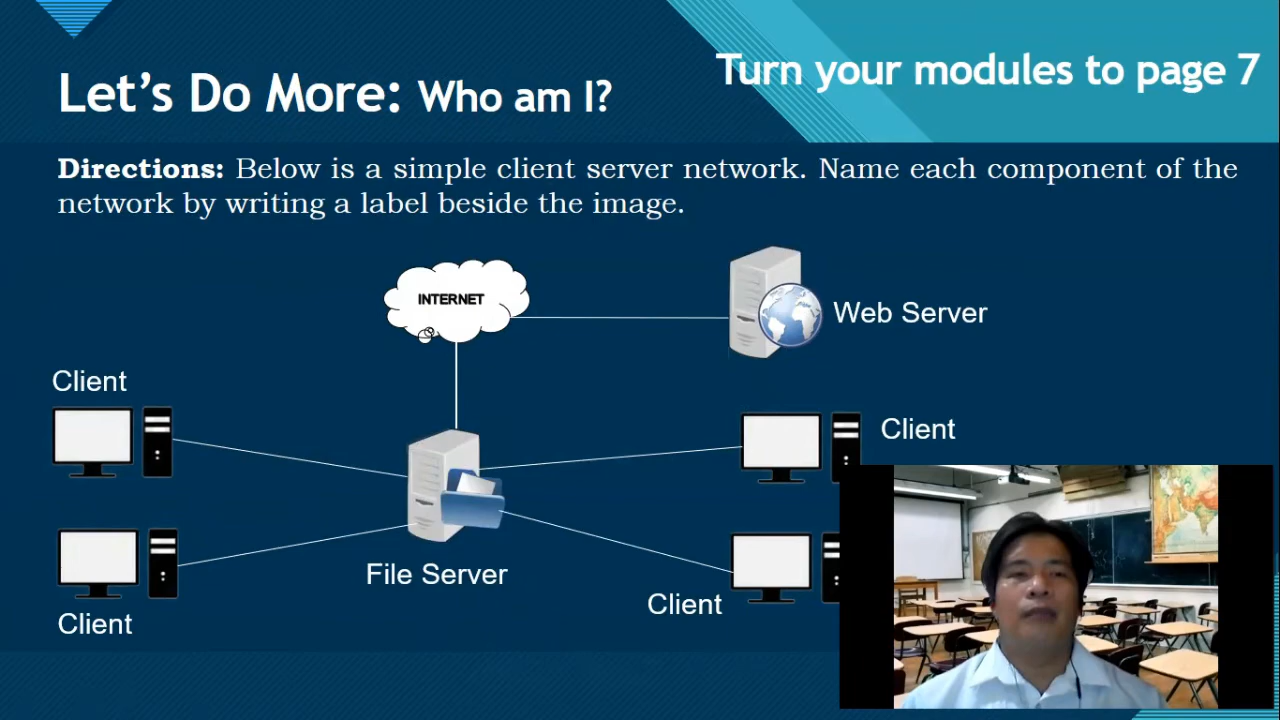 Turn your modules to page 7
Let's Do More: Who am I?
Directions: Below is a simple client server network. Name each component of the
network by writing a label beside the image.
INTERNET
Web Server
Client
Client
File Server
Client
Client